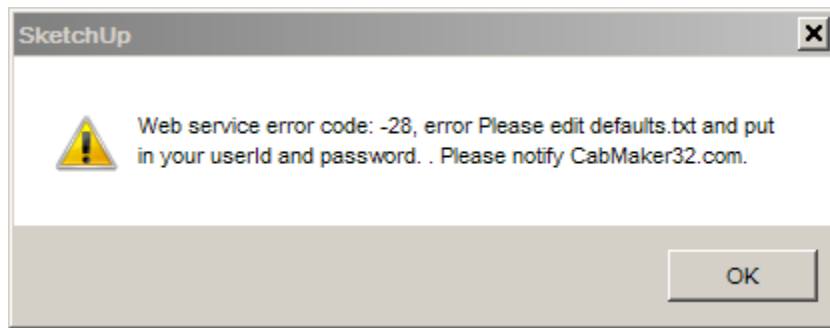 SketchUp
Web service error code: -28, error Please edit defaults.txt and put
in your userId and password. . Please notify CabMaker32.com.
OK